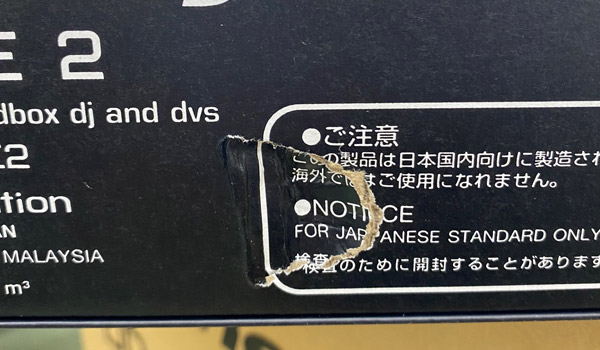 E 2
dbox dj and dvs
E2
tion
AN
MALAYSIA
m³
●ご注意
この製品は日本国内向けに製造され
海外ではご使用になれません。
●NOTICE
FOR JAPANESE STANDARD ONLY
検査のために開封することがあります